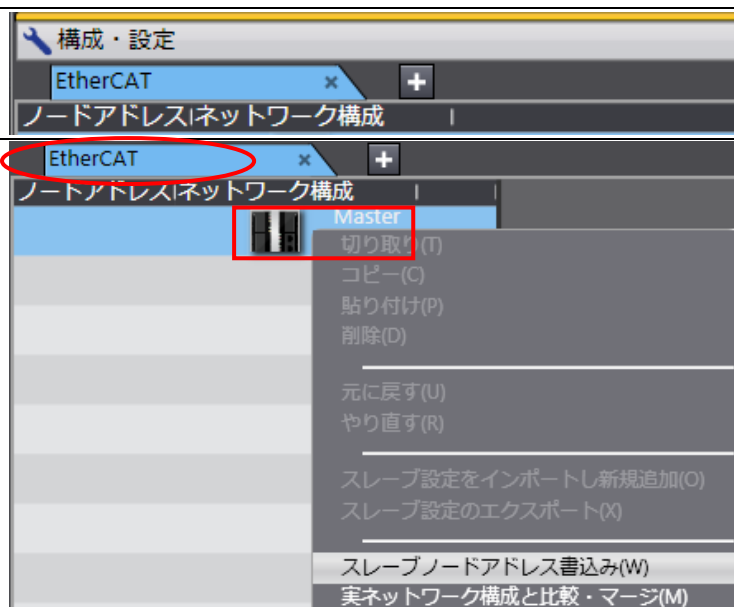 構成・設定
EtherCAT
ノードアドレス|ネットワーク構成
EtherCAT
ノードアドレス|ネットワーク構成
Master
切り取り(T)
コピー(C)
貼り付け(P)
削除(D)
元に戻す(U)
やり直す(R)
スレーブ設定をインポートし新規追加(O)
スレーブ設定のエクスポート(X)
スレーブノードアドレス書込み(W)
実ネットワーク構成と比較・マージ(M)